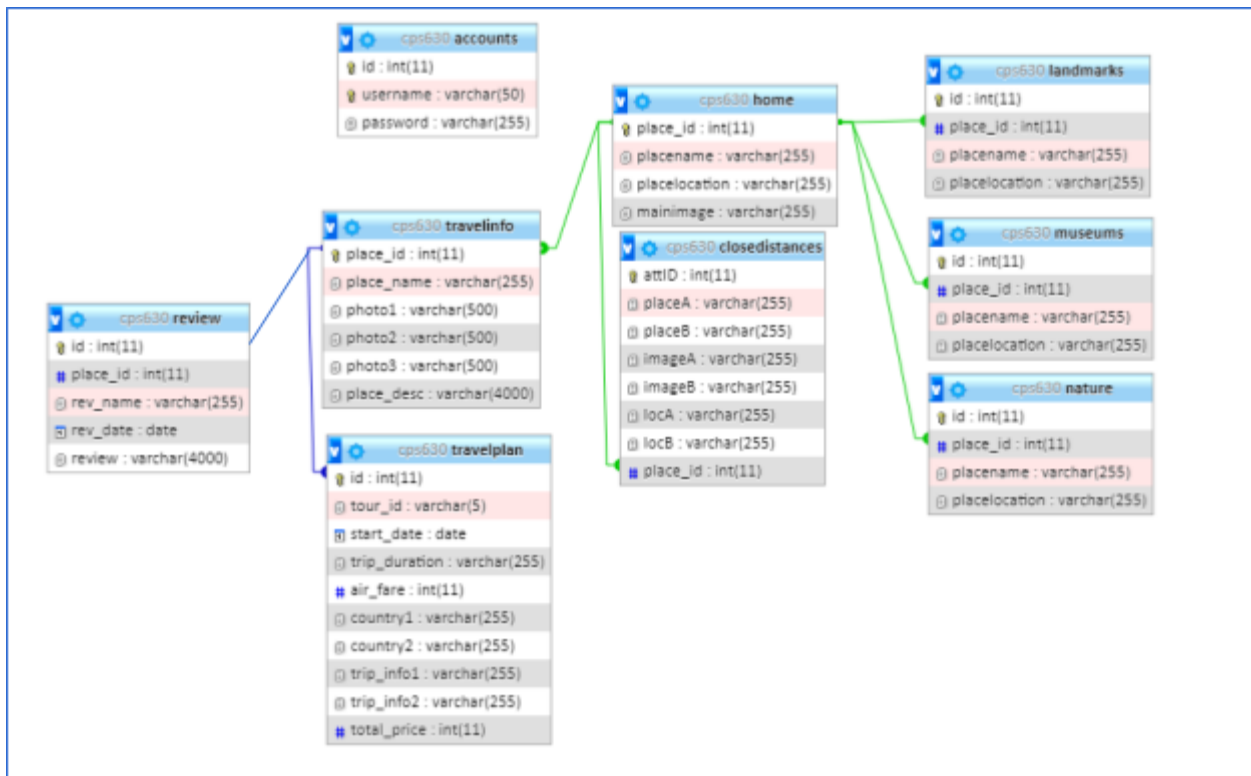 cps630 accounts
id : int(11)
username : varchar(50)
password : varchar(255)
cps630 home
place_id : int(11)
placename : varchar(255)
placelocation : varchar(255)
mainimage : varchar(255)
cps630 landmarks
id : int(11)
place_id : int(11)
placename : varchar(255)
placelocation : varchar(255)
cps630 travelinfo
place_id : int(11)
place_name : varchar(255)
photo1 : varchar(500)
photo2 : varchar(500)
photo3 : varchar(500)
place_desc : varchar(4000)
cps630 closedistances
attID : int(11)
placeA : varchar(255)
placeB : varchar(255)
imageA : varchar(255)
imageB : varchar(255)
locA : varchar(255)
locB : varchar(255)
place_id : int(11)
cps630 museums
id : int(11)
place_id : int(11)
placename : varchar(255)
placelocation : varchar(255)
cps630 review
id : int(11)
place_id : int(11)
rev_name : varchar(255)
rev_date : date
review : varchar(4000)
cps630 nature
id : int(11)
place_id : int(11)
placename : varchar(255)
placelocation : varchar(255)
cps630 travelplan
id : int(11)
tour_id : varchar(5)
start_date : date
trip_duration : varchar(255)
air_fare : int(11)
country1 : varchar(255)
country2 : varchar(255)
trip_info1 : varchar(255)
trip_info2 : varchar(255)
total_price : int(11)